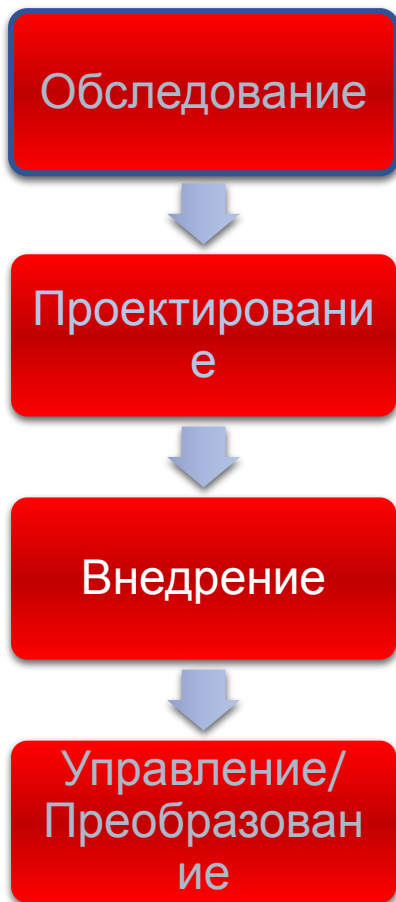 Обследование
Проектировани
е
Внедрение
Управление/
Преобразован
ие